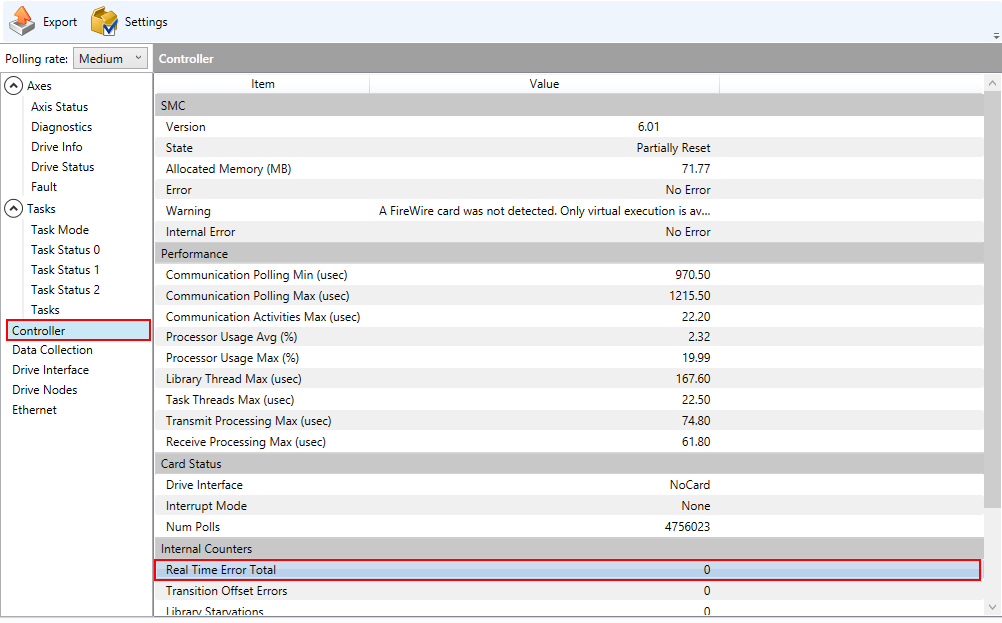 Export Settings
Polling rate: Medium
Controller
Axes
Axis Status
Diagnostics
Drive Info
Drive Status
Fault
Tasks
Task Mode
Task Status 0
Task Status 1
Task Status 2
Tasks
Controller
Data Collection
Drive Interface
Drive Nodes
Ethernet
Item Value
SMC
Version 6.01
State Partially Reset
Allocated Memory (MB) 71.77
Error No Error
Warning A FireWire card was not detected. Only virtual execution is av...
Internal Error No Error
Performance
Communication Polling Min (usec) 970.50
Communication Polling Max (usec) 1215.50
Communication Activities Max (usec) 22.20
Processor Usage Avg (%) 2.32
Processor Usage Max (%) 19.99
Library Thread Max (usec) 167.60
Task Threads Max (usec) 22.50
Transmit Processing Max (usec) 74.80
Receive Processing Max (usec) 61.80
Card Status
Drive Interface NoCard
Interrupt Mode None
Num Polls 4756023
Internal Counters
Real Time Error Total 0
Transition Offset Errors 0
Library Starvations 0